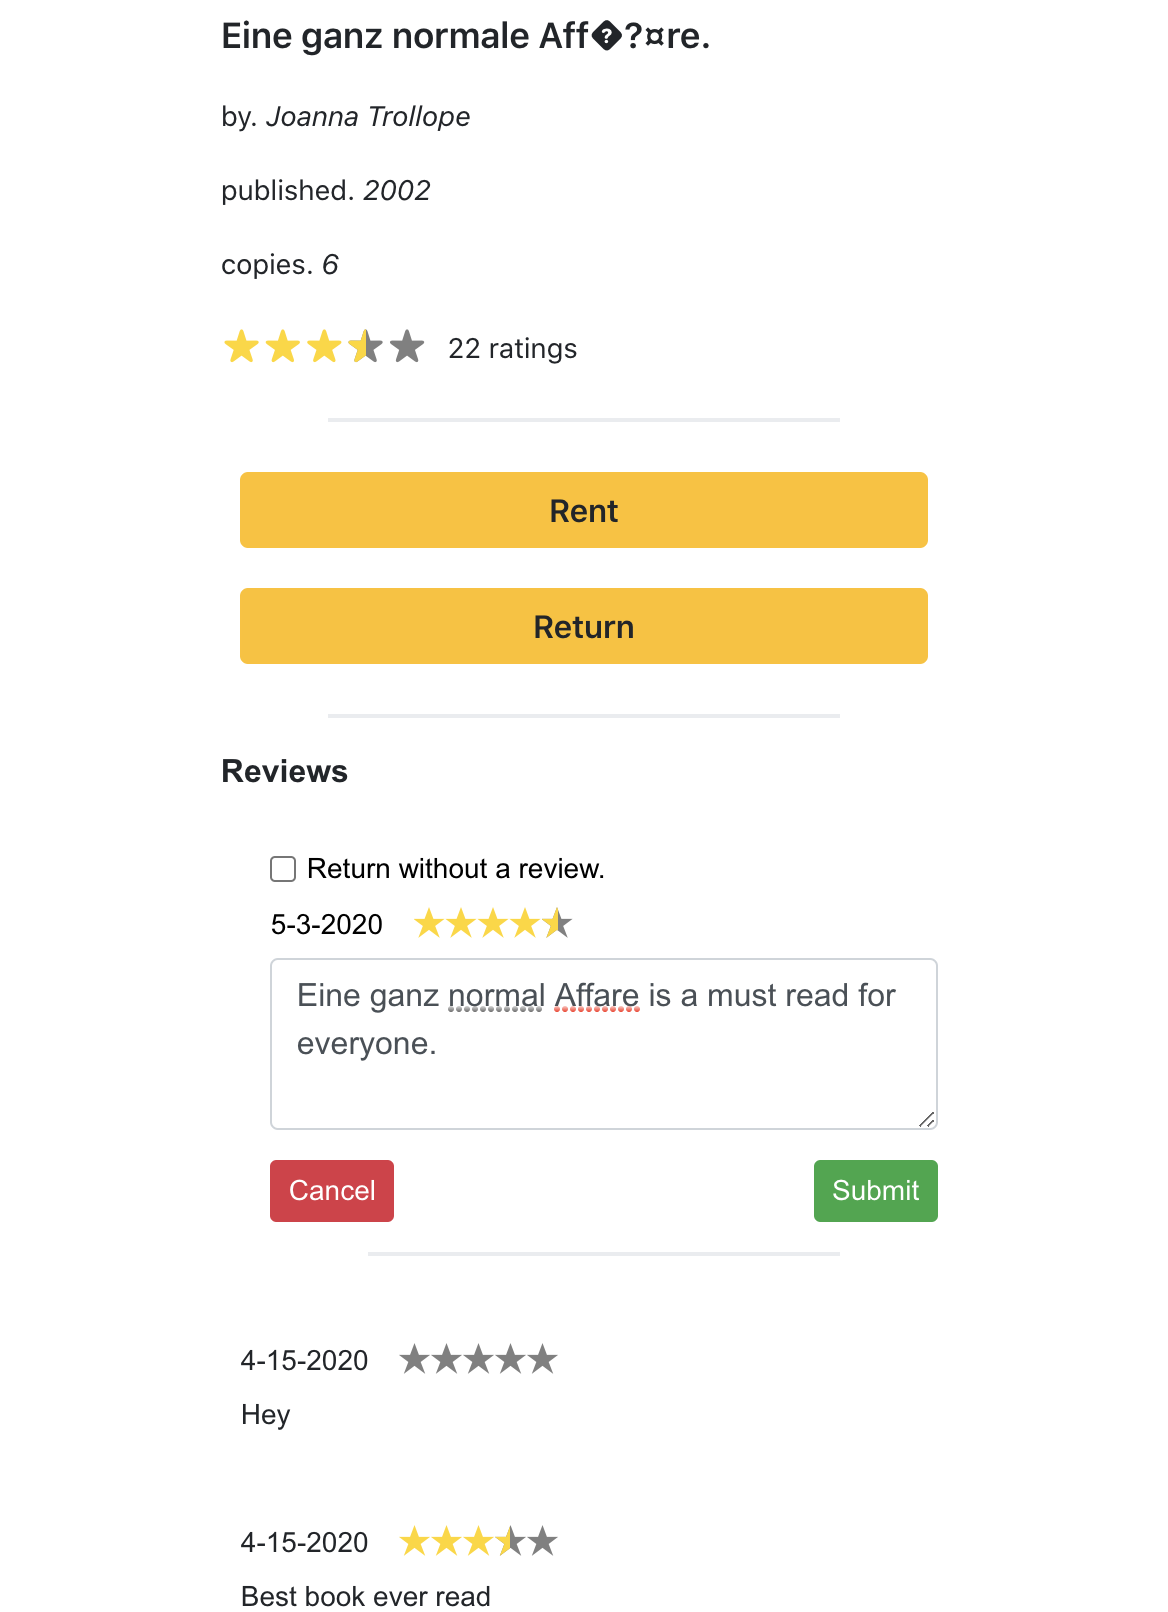 Eine ganz normale Aff�?¤re.
by. Joanna Trollope
published. 2002
copies. 6
22 ratings
Rent
Return
Reviews
Return without a review.
5-3-2020
Eine ganz normal Affare is a must read for
everyone.
Cancel
Submit
4-15-2020
Hey
4-15-2020
Best book ever read